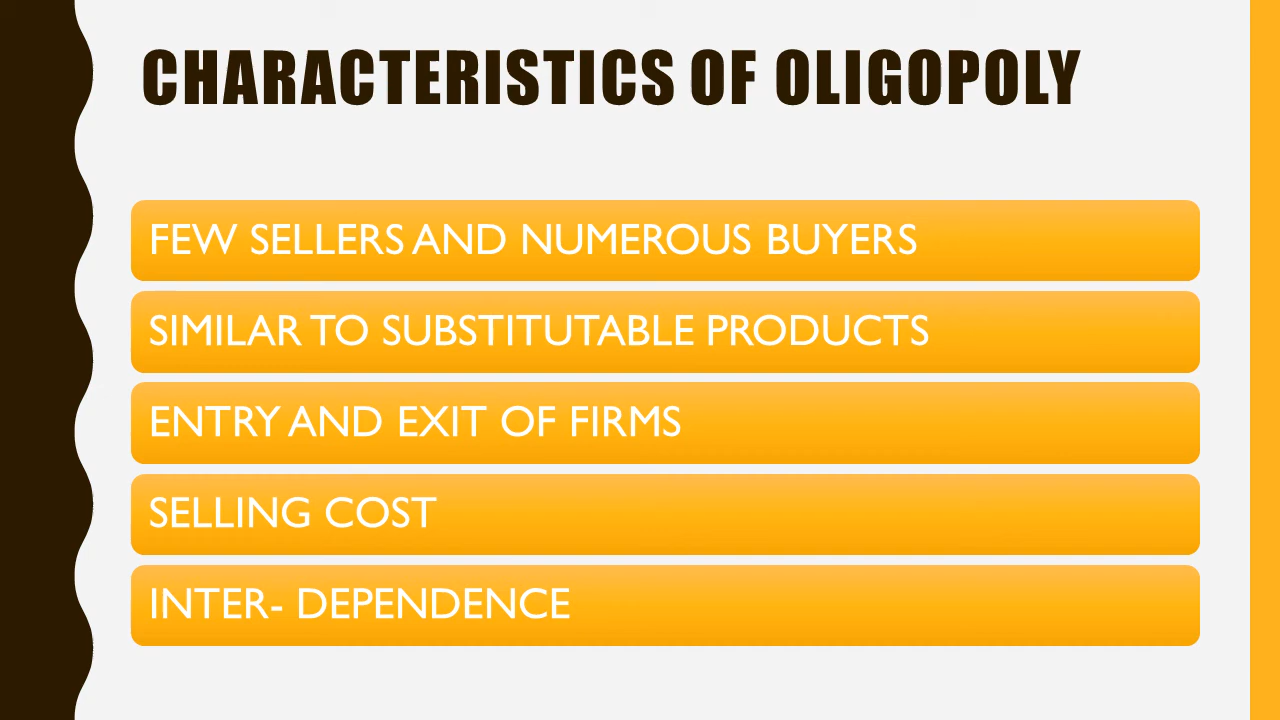 CHARACTERISTICS OF OLIGOPOLY
FEW SELLERS AND NUMEROUS BUYERS
SIMILAR TO SUBSTITUTABLE PRODUCTS
ENTRY AND EXIT OF FIRMS
SELLING COST
INTER- DEPENDENCE